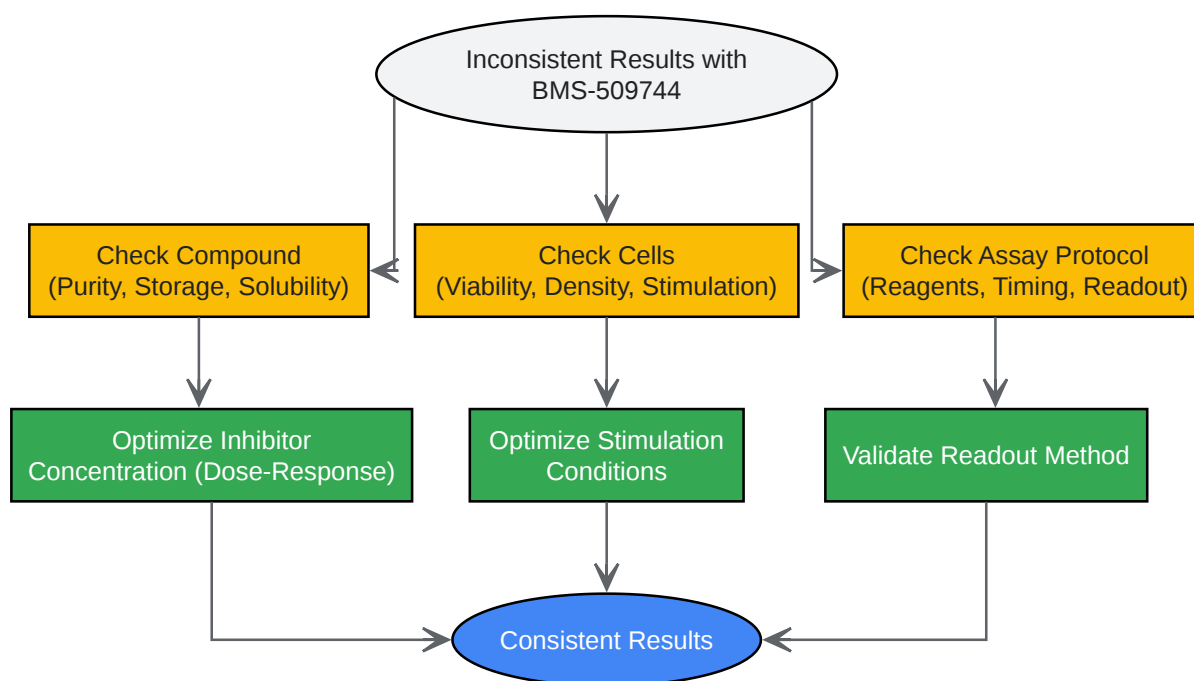 Inconsistent Results with
BMS-509744
Check Compound
(Purity, Storage, Solubility)
Check Cells
(Viability, Density, Stimulation)
Check Assay Protocol
(Reagents, Timing, Readout)
Optimize Inhibitor
Concentration (Dose-Response)
Optimize Stimulation
Conditions
Validate Readout Method
Consistent Results